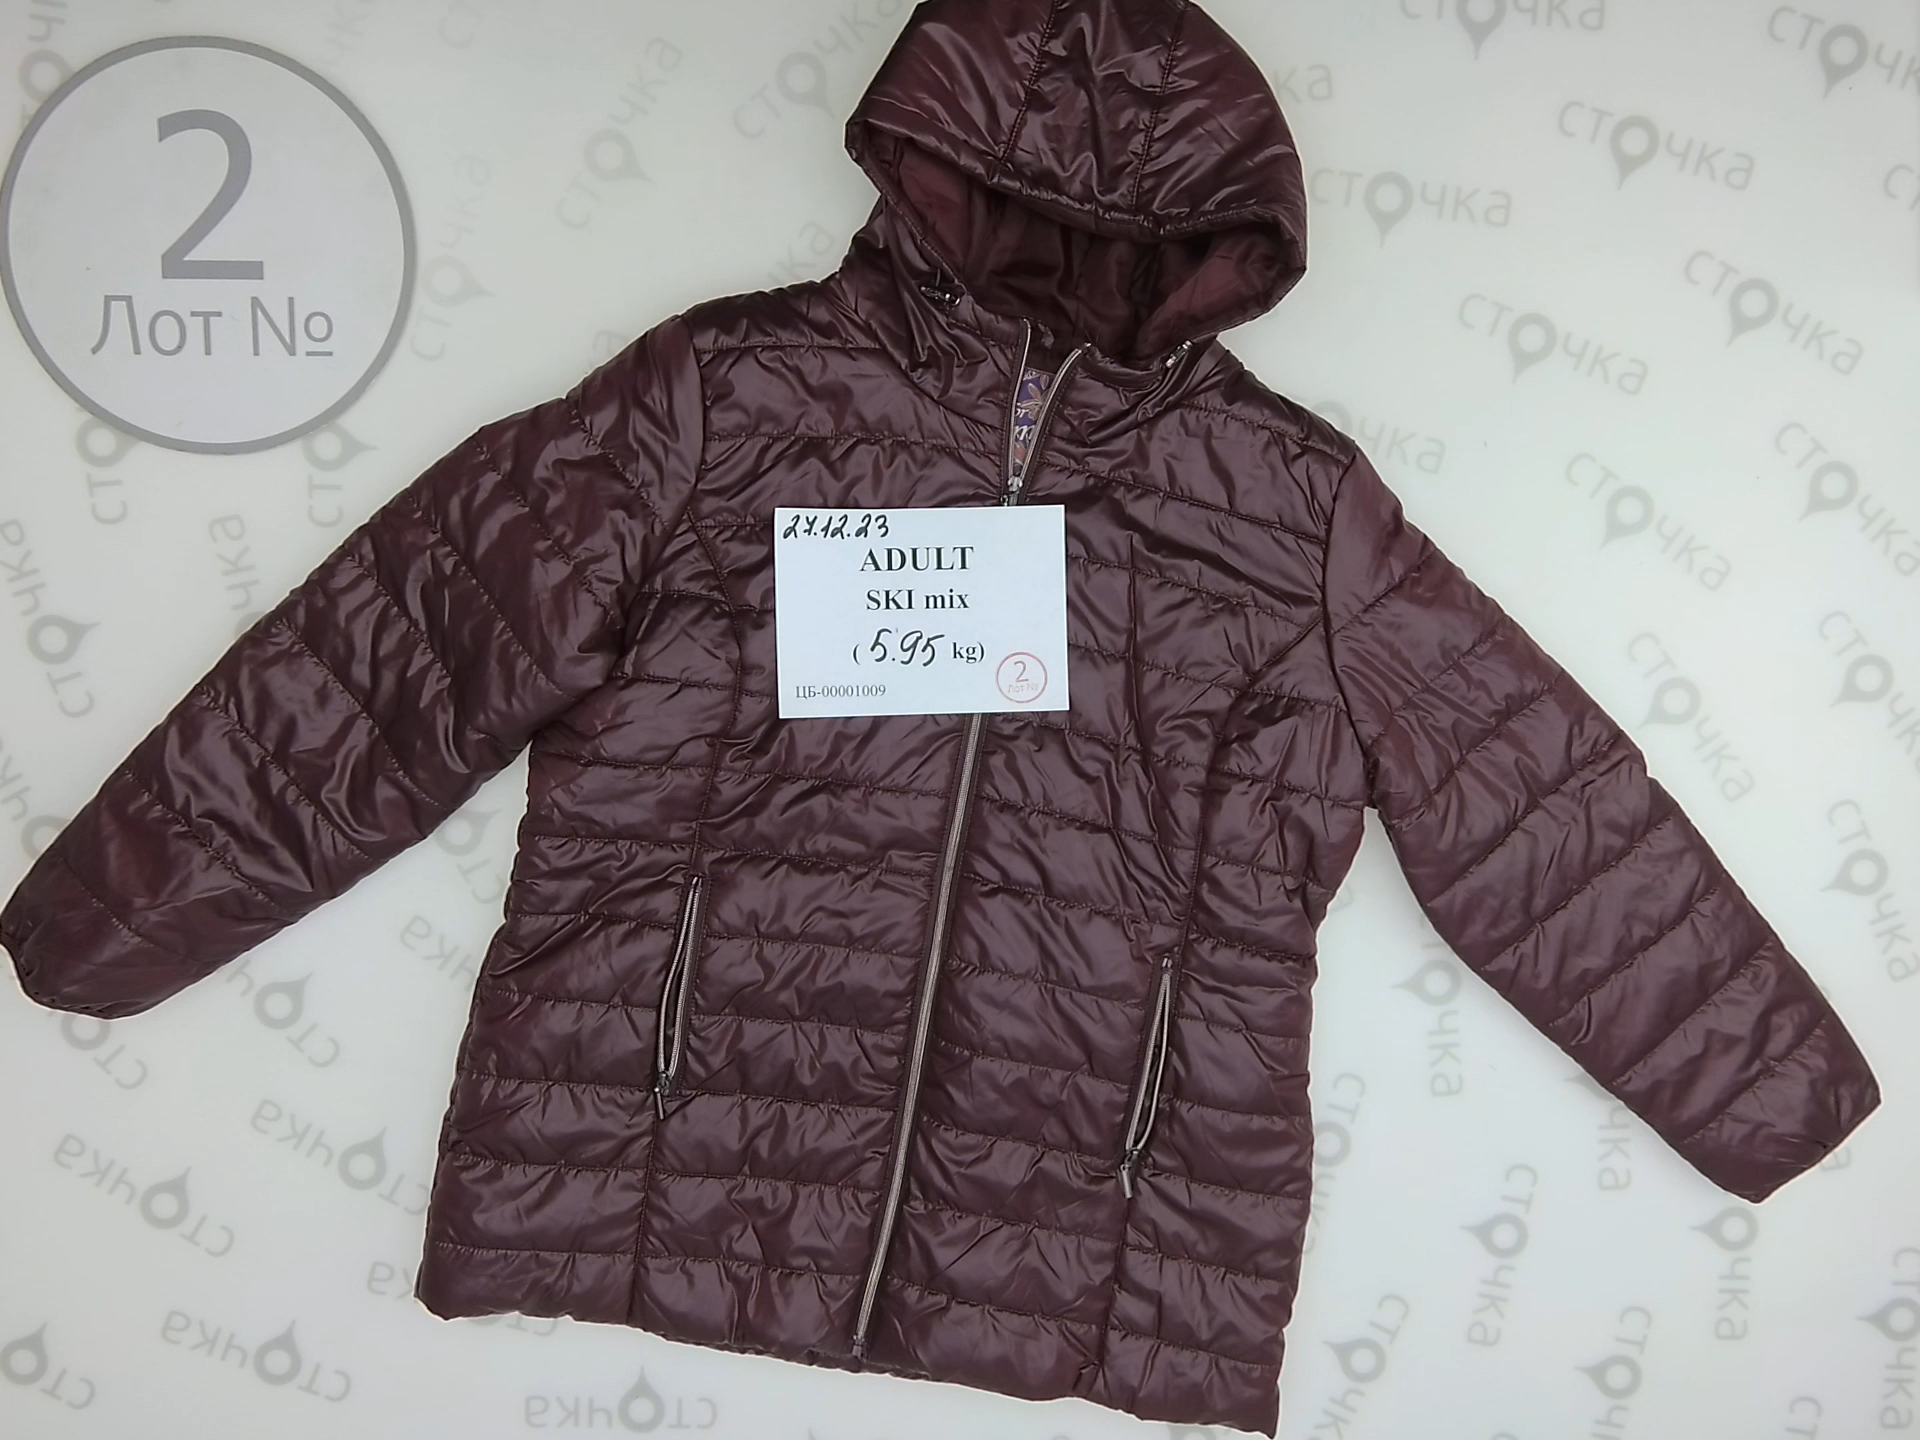 2
Лот №
27.12.23
ADULT
SKI mix
( 5.95 kg)
ЦБ-00001009
2
Лот №
сточка